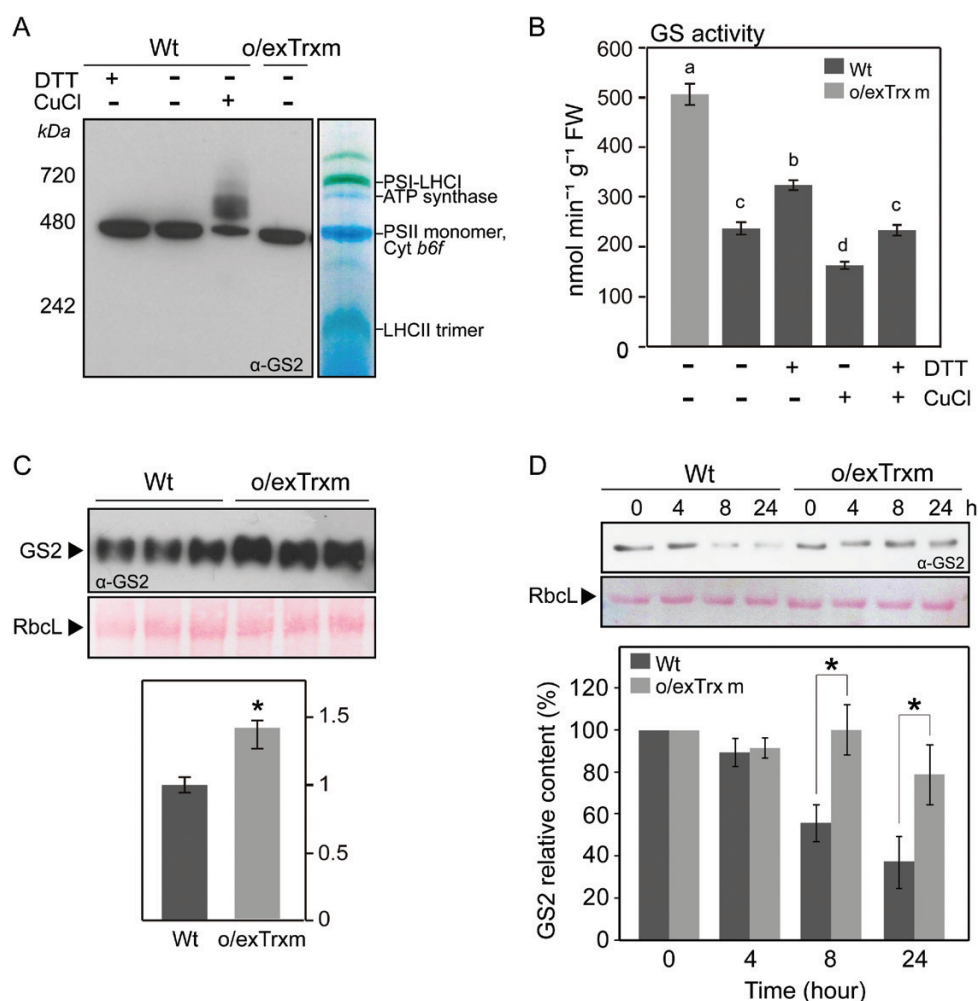 A
Wt o/exTrxm
DTT + - - -
CuCl - - + -
kDa
720
480
242
PSI-LHCI
ATP synthase
PSII monomer,
Cyt b6f
LHCII trimer
α-GS2
B
GS activity
600
500
400
300
200
100
0
nmol min⁻¹ g⁻¹ FW
Wt
o/exTrx m
a
c
b
d
c
- - + - + DTT
- - - + + CuCl
C
Wt o/exTrxm
GS2
α-GS2
RbcL
*
1.5
1
0.5
0
Wt o/exTrxm
D
Wt o/exTrxm
0 4 8 24 0 4 8 24 h
α-GS2
RbcL
Wt
o/exTrx m
* *
GS2 relative content (%)
120
100
80
60
40
20
0
0 4 8 24
Time (hour)